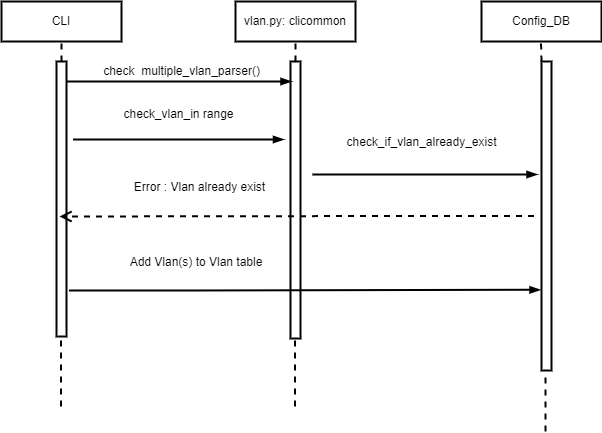 CLI
vlan.py: clicommon
Config_DB
check multiple_vlan_parser()
check_vlan_in range
check_if_vlan_already_exist
Error : Vlan already exist
Add Vlan(s) to Vlan table